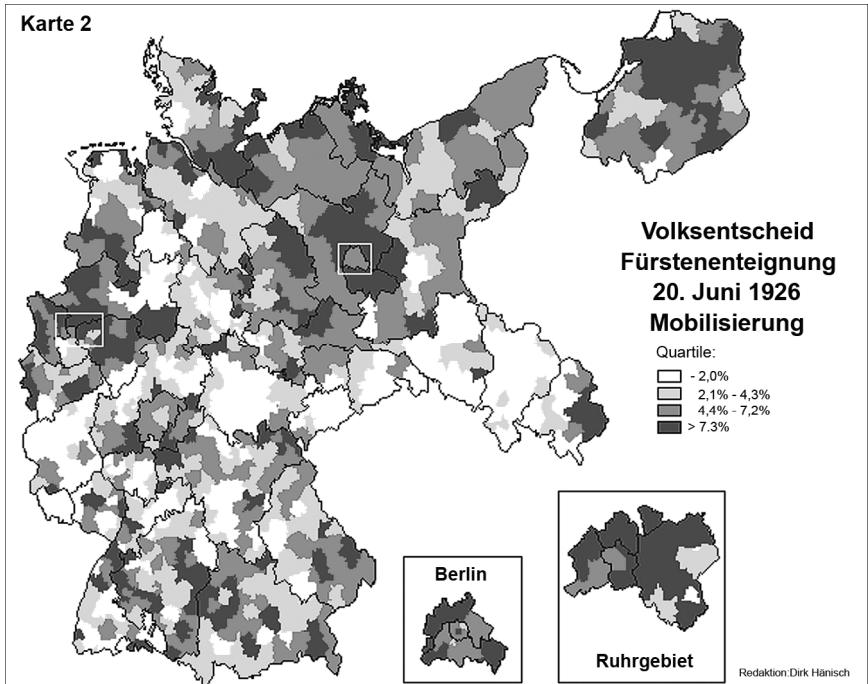 Karte 2
Volksentscheid
Fürstenenteignung
20. Juni 1926
Mobilisierung
Quartile:
- 2,0%
2,1% - 4,3%
4,4% - 7,2%
> 7.3%
Berlin
Ruhrgebiet
Redaktion:Dirk Hänisch